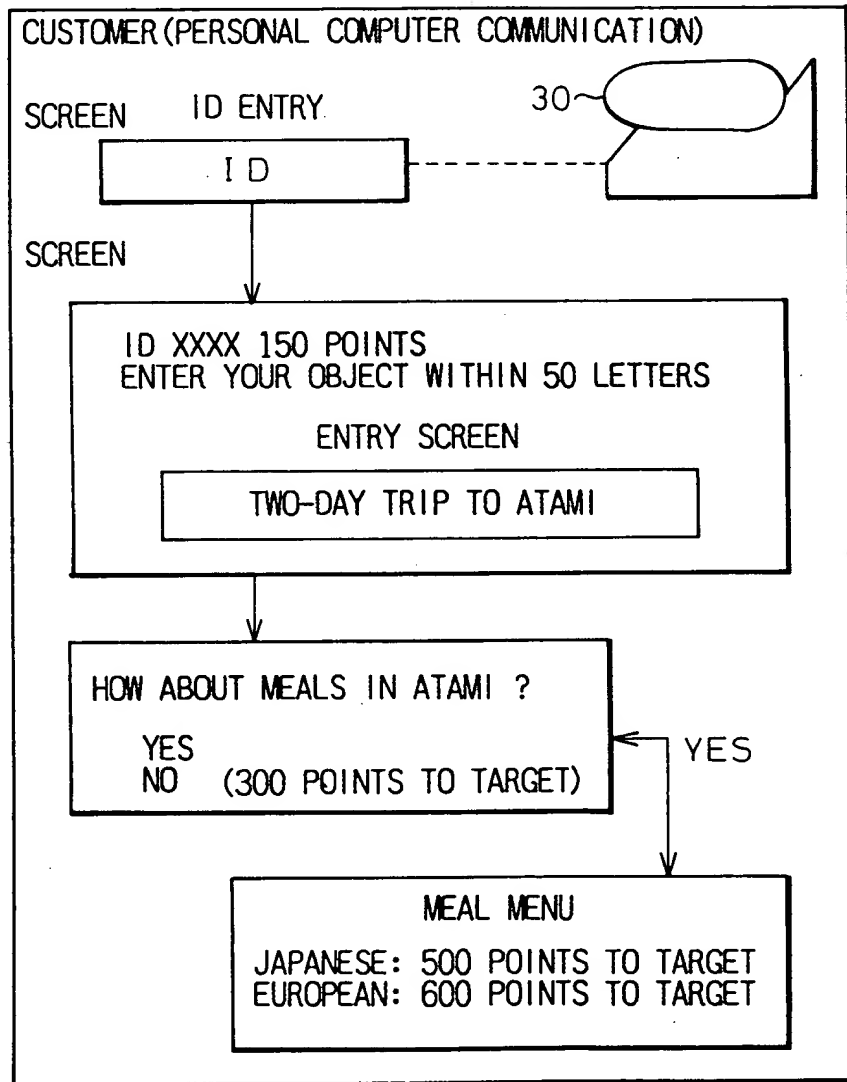 CUSTOMER(PERSONAL COMPUTER COMMUNICATION)
SCREEN ID ENTRY
30
ID
SCREEN
ID XXXX 150 POINTS
ENTER YOUR OBJECT WITHIN 50 LETTERS
ENTRY SCREEN
TWO-DAY TRIP TO ATAMI
HOW ABOUT MEALS IN ATAMI ?
YES
NO (300 POINTS TO TARGET)
YES
MEAL MENU
JAPANESE: 500 POINTS TO TARGET
EUROPEAN: 600 POINTS TO TARGET